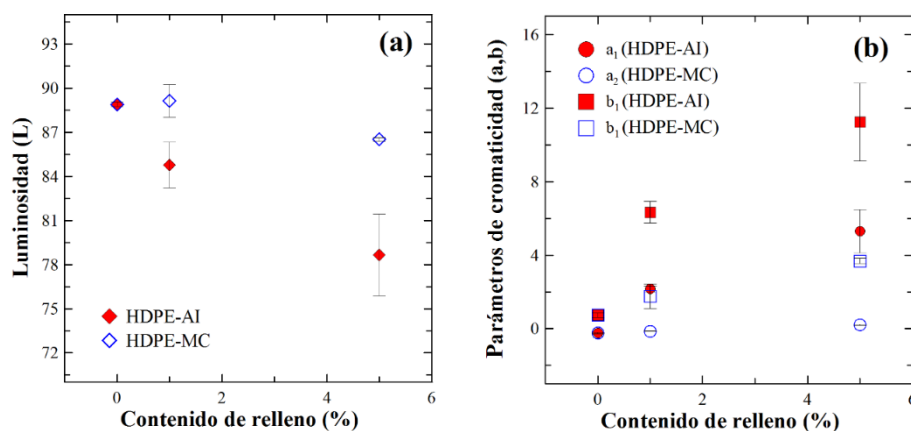 (a)
Luminosidad (L)
93
90
87
84
81
78
75
72
HDPE-AI
HDPE-MC
0
2
4
6
Contenido de relleno (%)
(b)
Parámetros de cromaticidad (a,b)
16
12
8
4
0
a₁ (HDPE-AI)
a₂ (HDPE-MC)
b₁ (HDPE-AI)
b₁ (HDPE-MC)
0
2
4
6
Contenido de relleno (%)